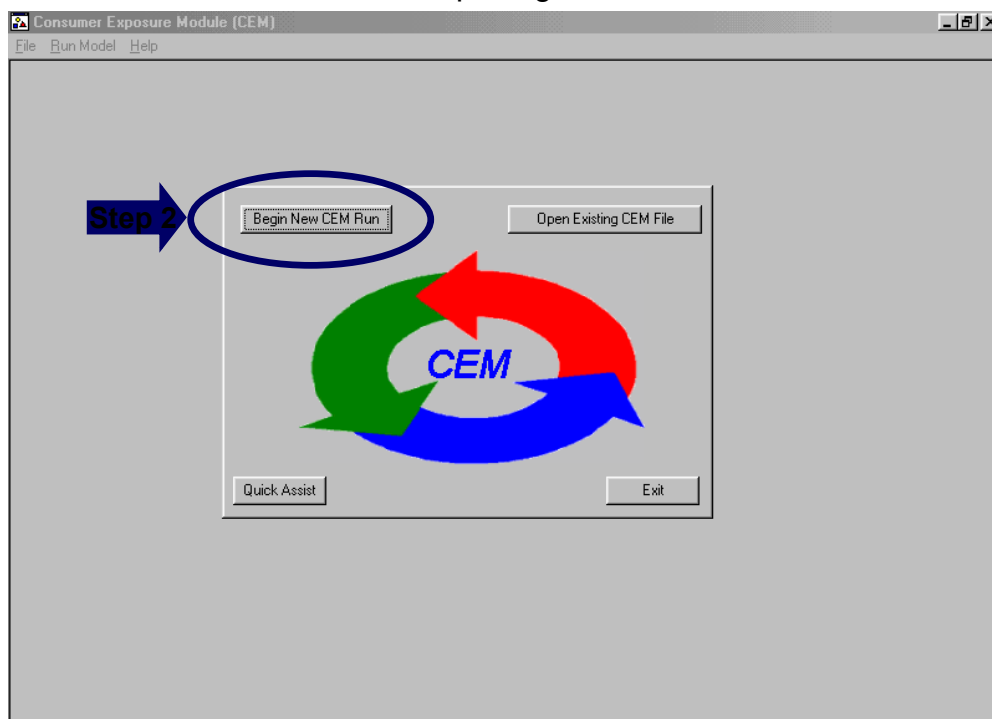 Consumer Exposure Module (CEM)
File Run Model Help
Step 2
Begin New CEM Run
Open Existing CEM File
CEM
Quick Assist
Exit